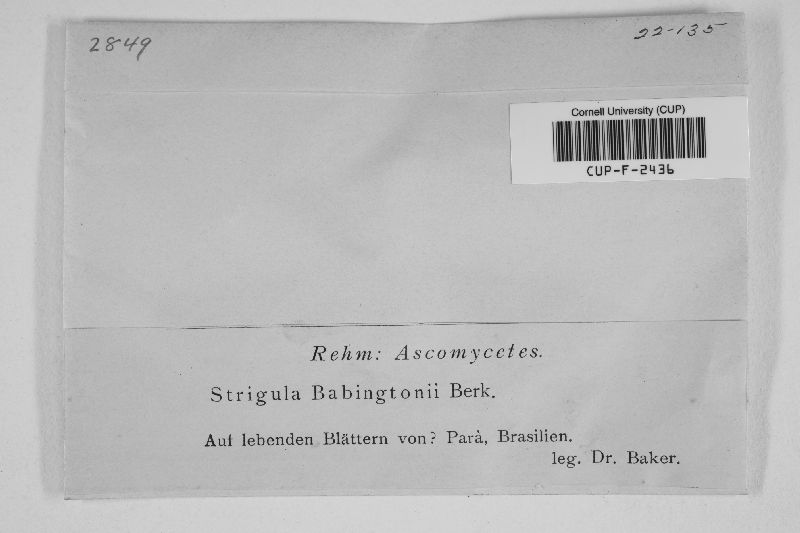 2849
22-135
Cornell University (CUP)
CUP-F-2436
Rehm: Ascomycetes.
Strigula Babingtonii Berk.
Auf lebenden Blättern von? Parà, Brasilien.
leg. Dr. Baker.